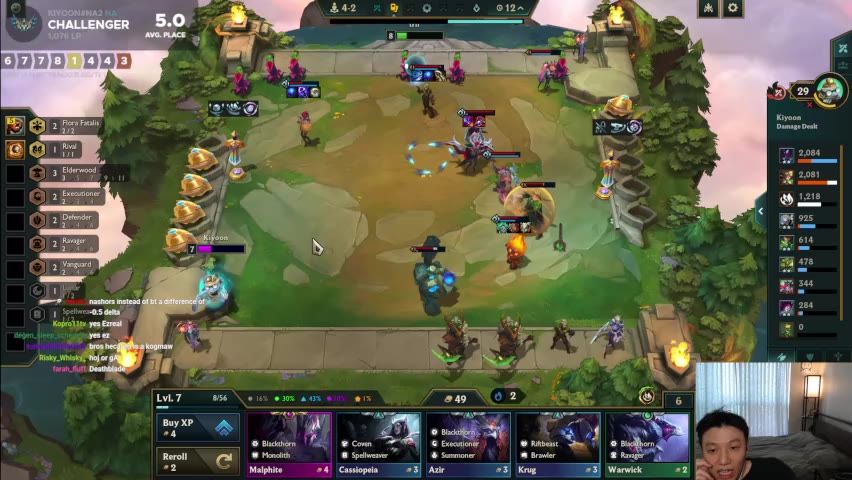 KIYOON#NA2 NA
CHALLENGER
1,076 LP
5.0
AVG. PLACE
6 7 7 8 1 4 4 3
4-2
12
8
29
Kiyoon
Damage Dealt
2,084
2,081
1,218
925
614
478
344
284
0
2 Flora Fatalis
2 / 2
1 Rival
1 / 1
3 Elderwood
2 Executioner
2 Defender
2 Ravager
2 Vanguard
Kiyoon
7
nashors instead of bt a difference of
-0.5 delta
Kopro11tv yes Ezreal
yes ez
bros hec
is a kogmaw
Risky_Whisky_ hoj or gA
farah_fluff Deathblade
Lvl. 7
8/56
16%
30%
43%
1%
49
2
6
Buy XP
4
Reroll
2
Blackthorn
Monolith
Malphite 4
Coven
Spellweaver
Cassiopeia 3
Blackthorn
Executioner
Summoner
Azir 3
Riftbeast
Brawler
Krug 3
Blackthorn
Ravager
Warwick 2